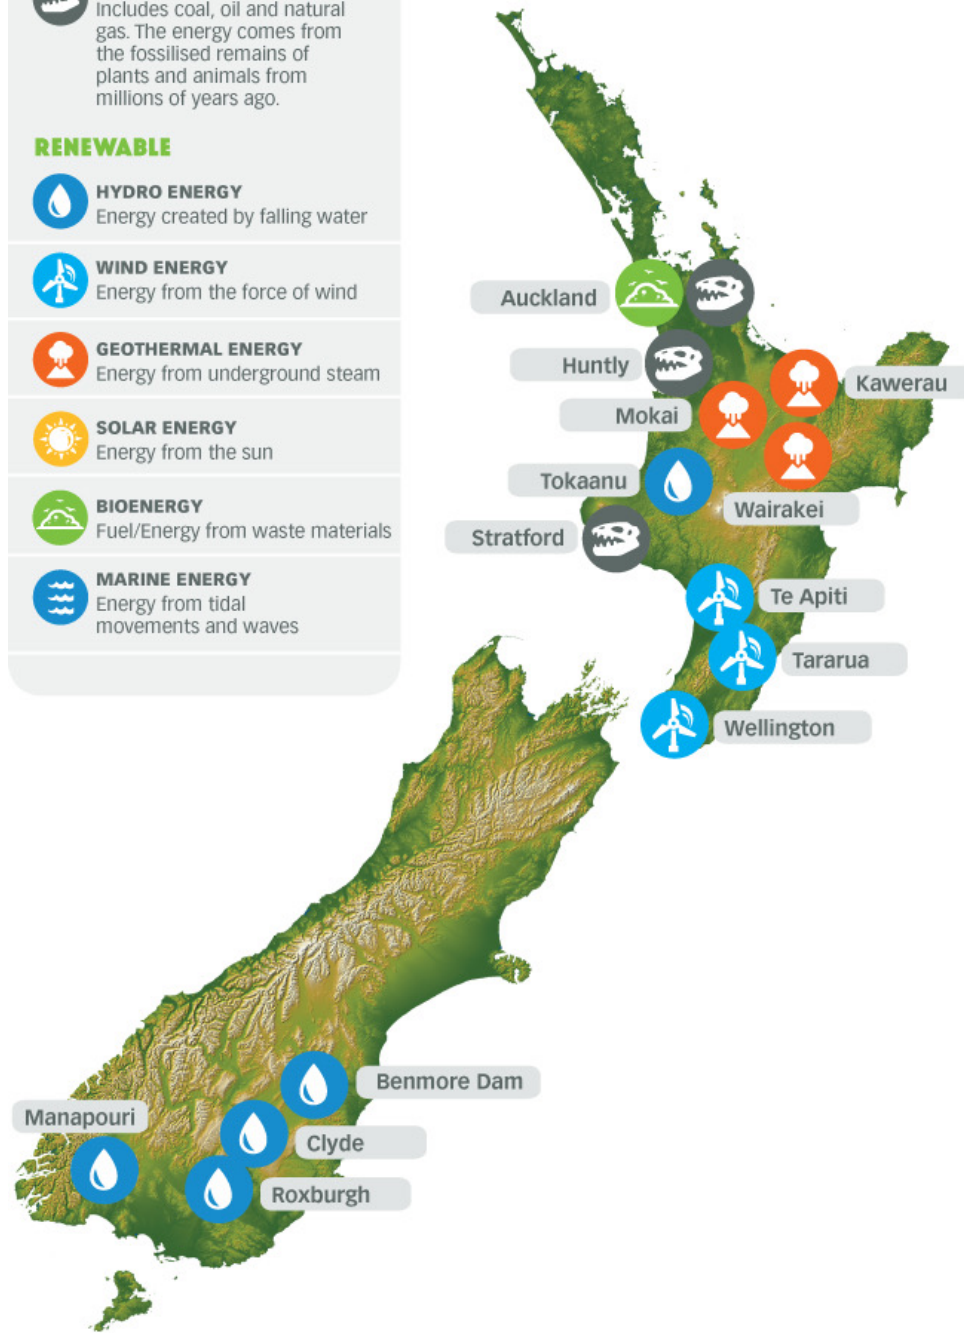 Includes coal, oil and natural
gas. The energy comes from
the fossilised remains of
plants and animals from
millions of years ago.
RENEWABLE
HYDRO ENERGY
Energy created by falling water
WIND ENERGY
Energy from the force of wind
GEOTHERMAL ENERGY
Energy from underground steam
SOLAR ENERGY
Energy from the sun
BIOENERGY
Fuel/Energy from waste materials
MARINE ENERGY
Energy from tidal
movements and waves
Auckland
Huntly
Kawerau
Mokai
Tokaanu
Wairakei
Stratford
Te Apiti
Tararua
Wellington
Benmore Dam
Manapouri
Clyde
Roxburgh